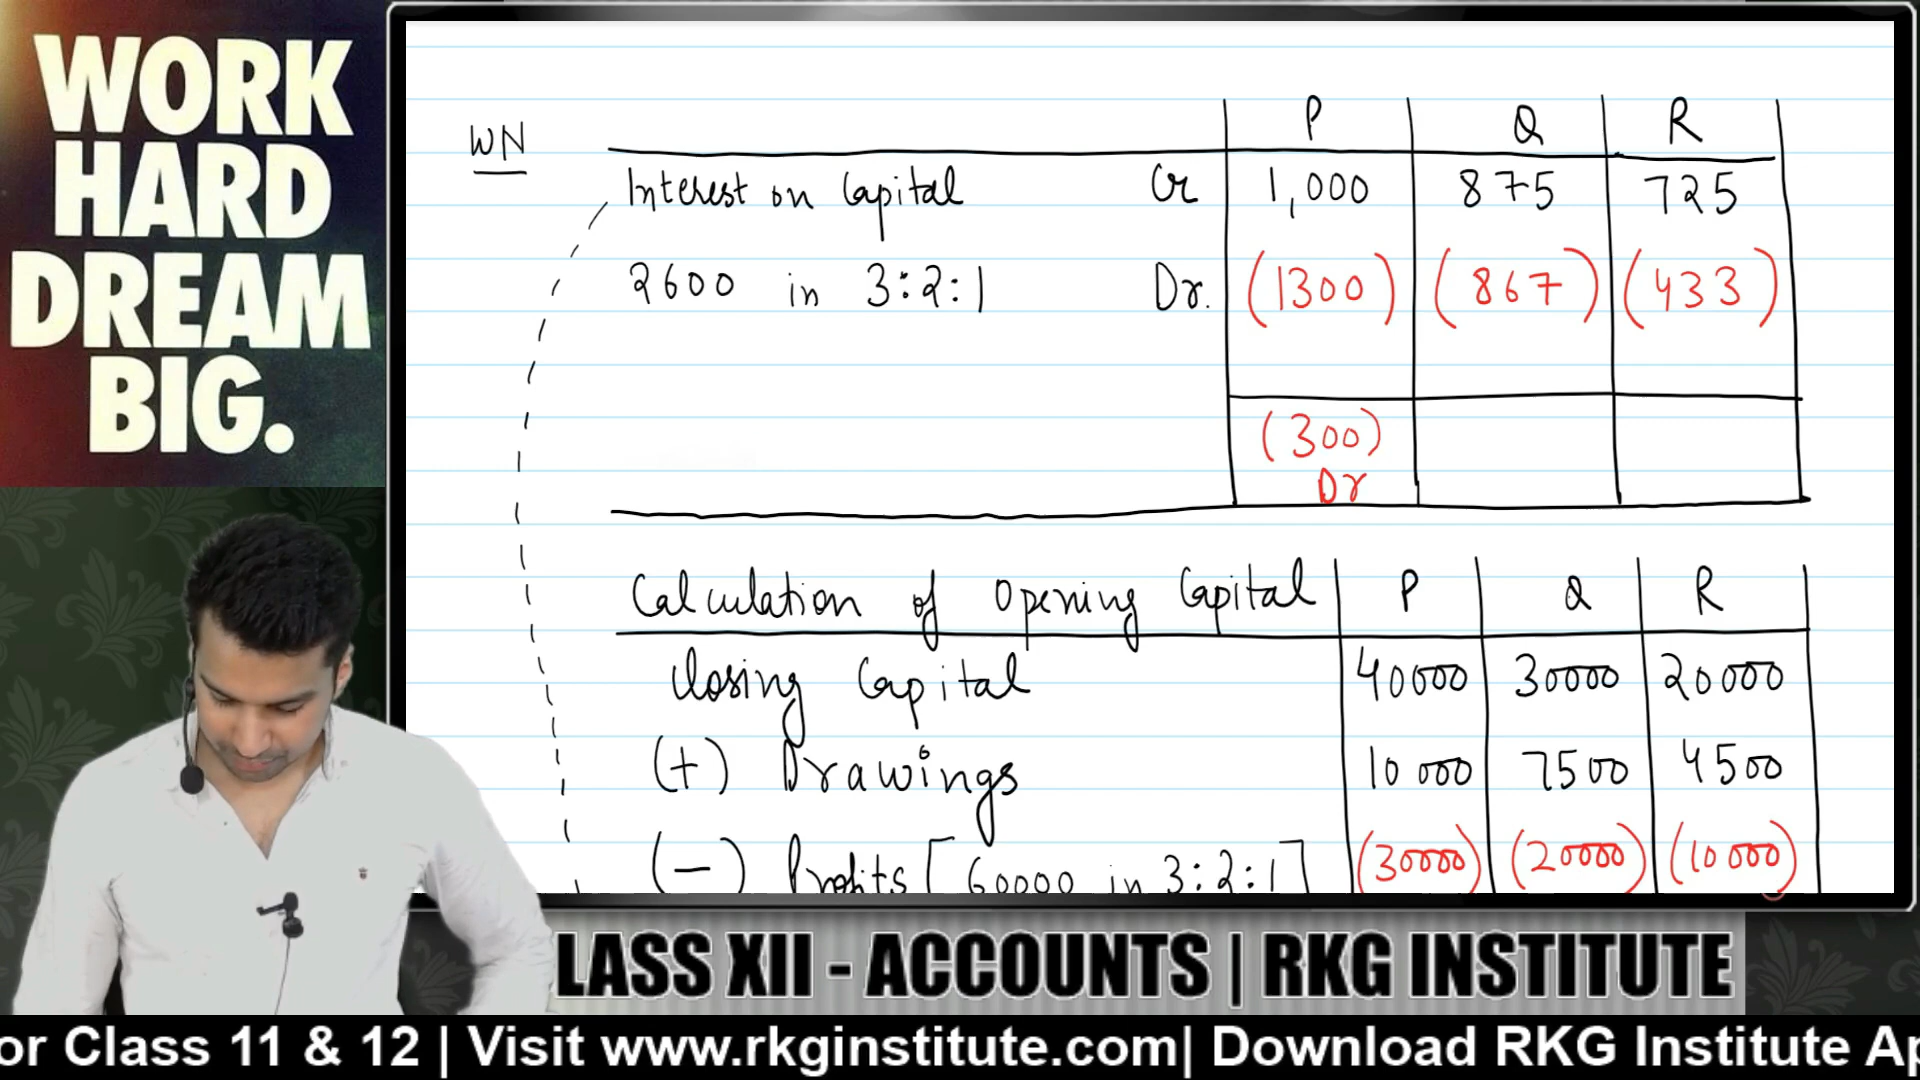 WORK
HARD
DREAM
BIG.
WN
P Q R
Interest on Capital Cr 1,000 875 725
2600 in 3:2:1 Dr. (1300) (867) (433)
(300)
Dr
Calculation of Opening Capital P Q R
Closing Capital 40000 30000 20000
(+) Drawings 10000 7500 4500
(-) Profits [60000 in 3:2:1] (30000) (20000) (10000)
LASS XII - ACCOUNTS | RKG INSTITUTE
or Class 11 & 12 | Visit www.rkginstitute.com| Download RKG Institute Ap